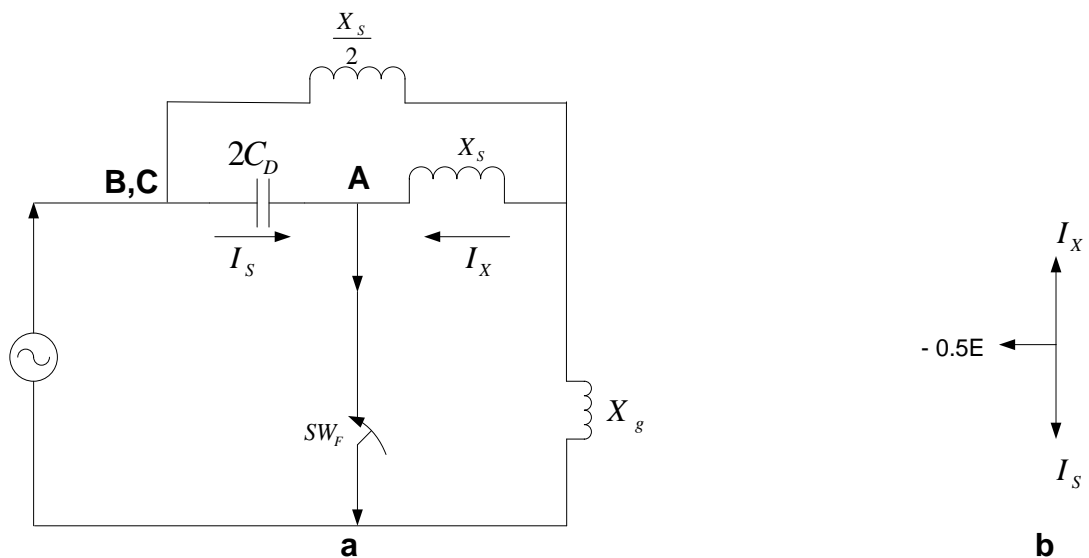 X_S
2
2C_D
X_S
B,C
A
I_S
I_X
I_X
- 0.5E
SW_F
X_g
I_S
a
b